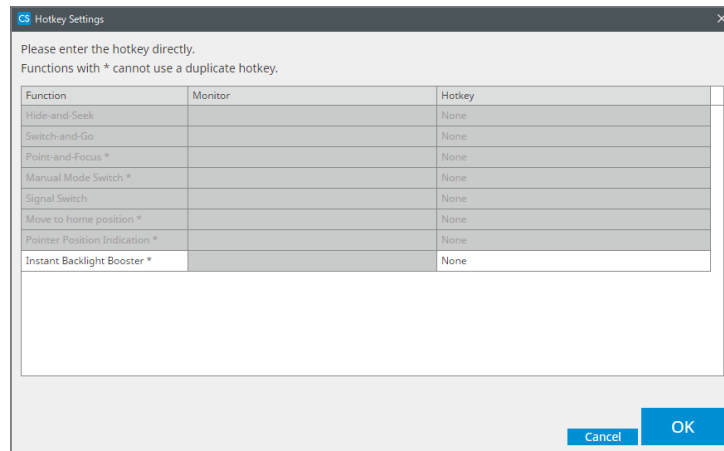 CS Hotkey Settings
Please enter the hotkey directly.
Functions with * cannot use a duplicate hotkey.
Function Monitor Hotkey
Hide-and-Seek None
Switch-and-Go None
Point-and-Focus * None
Manual Mode Switch * None
Signal Switch None
Move to home position * None
Pointer Position Indication * None
Instant Backlight Booster * None
OK
Cancel